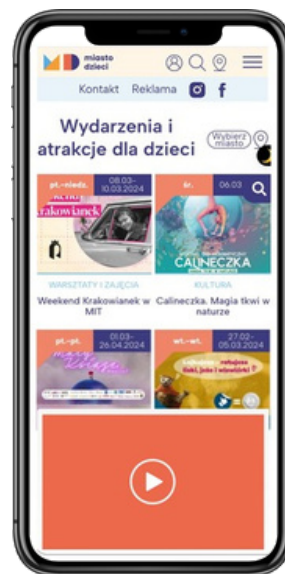 miasto
dzieci
Kontakt Reklama
Wydarzenia i
atrakcje dla dzieci
Wybierz
miasto
pt.-niedz.
08.03-
10.03.2024
krakowianek
śr.
06.03
CALINECZKA
WARSZTATY I ZAJĘCIA
KULTURA
Weekend Krakowianek w
MIT
Calineczka. Magia tkwi w
naturze
pt.-pt.
01.03-
26.04.2024
wt.-wt.
27.02-
05.03.2024